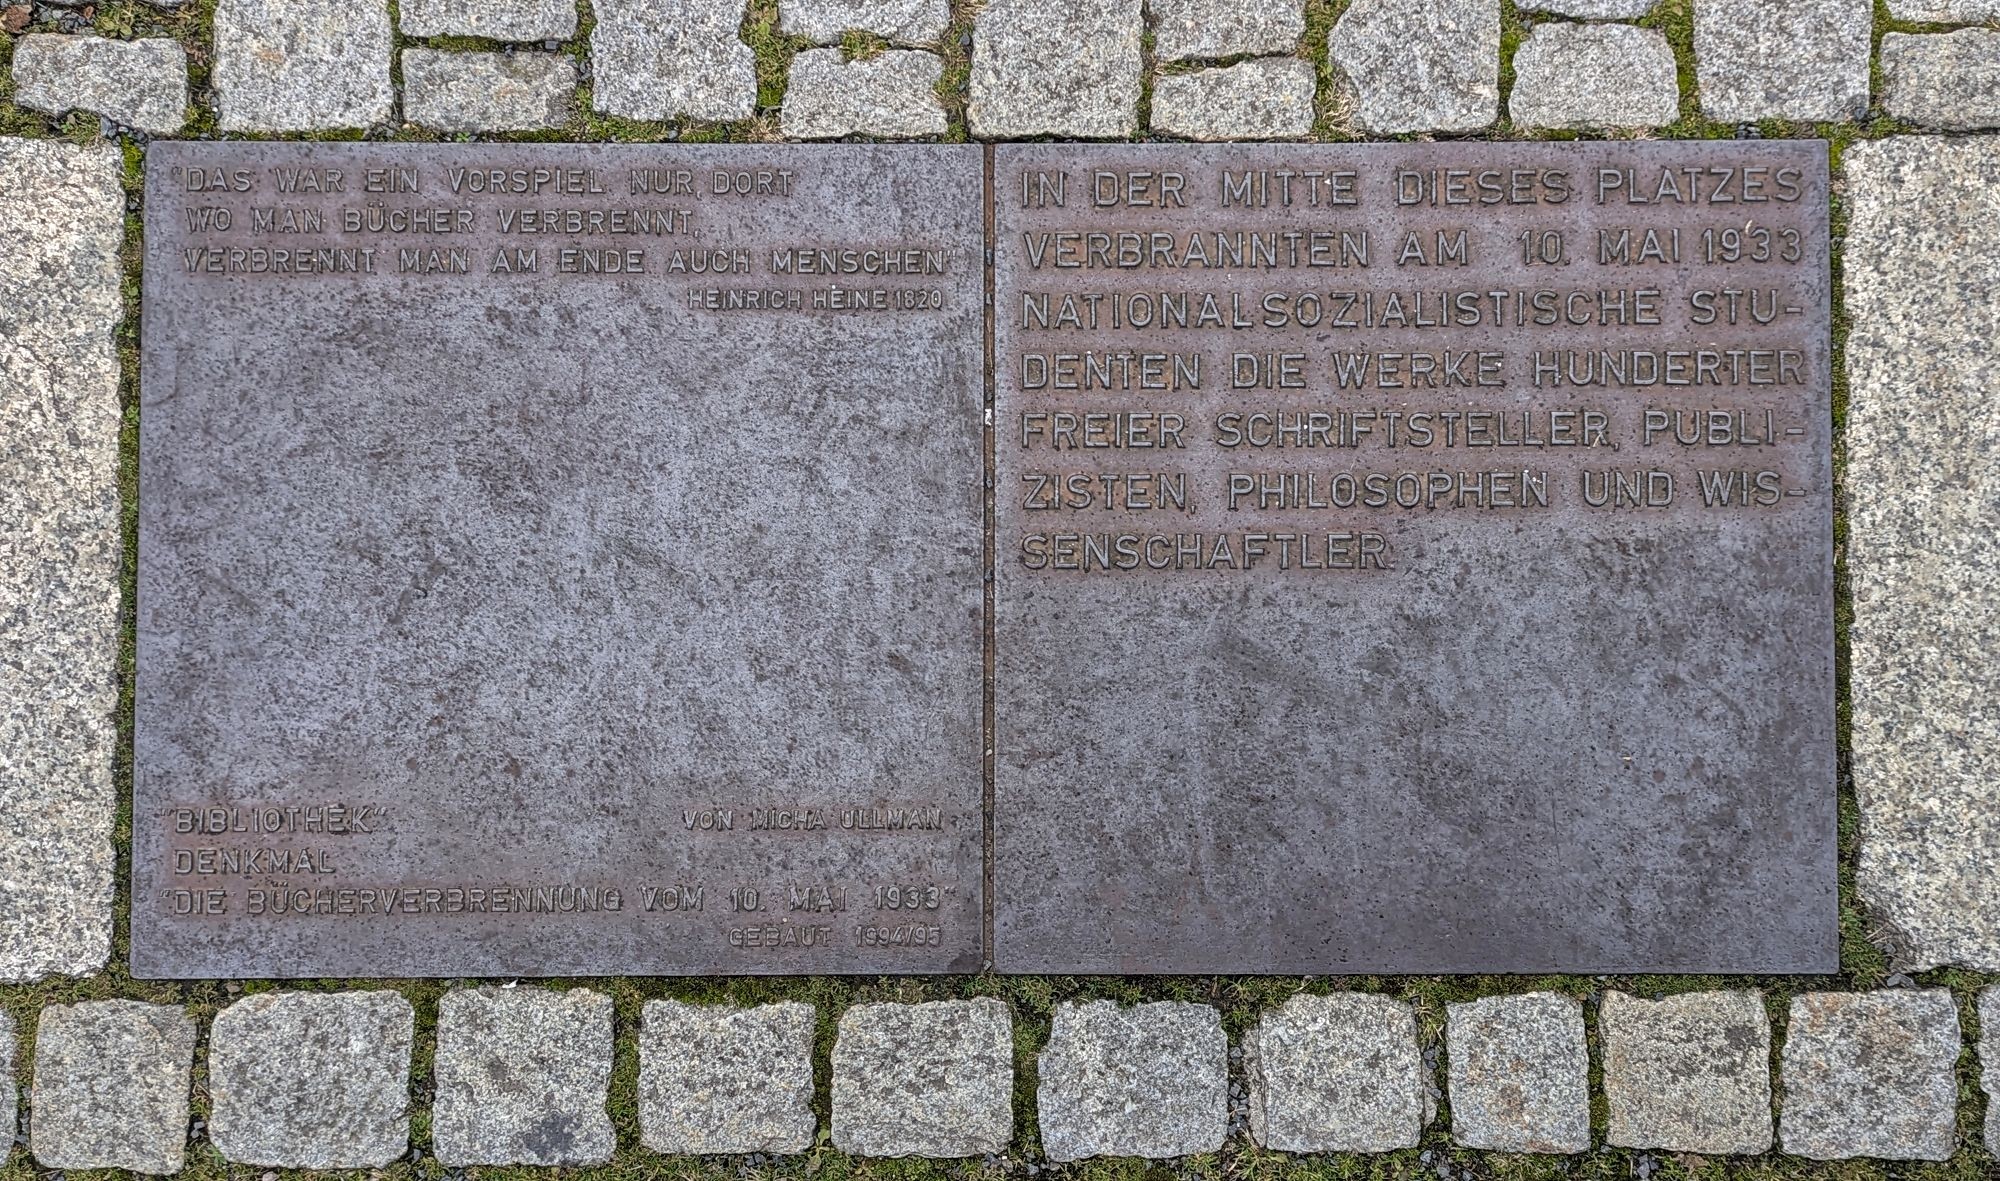 "DAS WAR EIN VORSPIEL NUR, DORT
WO MAN BÜCHER VERBRENNT,
VERBRENNT MAN AM ENDE AUCH MENSCHEN"
HEINRICH HEINE 1820
"BIBLIOTHEK" VON MICHA ULLMAN
DENKMAL
"DIE BÜCHERVERBRENNUNG VOM 10. MAI 1933"
GEBAUT 1994/95
IN DER MITTE DIESES PLATZES
VERBRANNTEN AM 10. MAI 1933
NATIONALSOZIALISTISCHE STU-
DENTEN DIE WERKE HUNDERTER
FREIER SCHRIFTSTELLER, PUBLI-
ZISTEN, PHILOSOPHEN UND WIS-
SENSCHAFTLER.